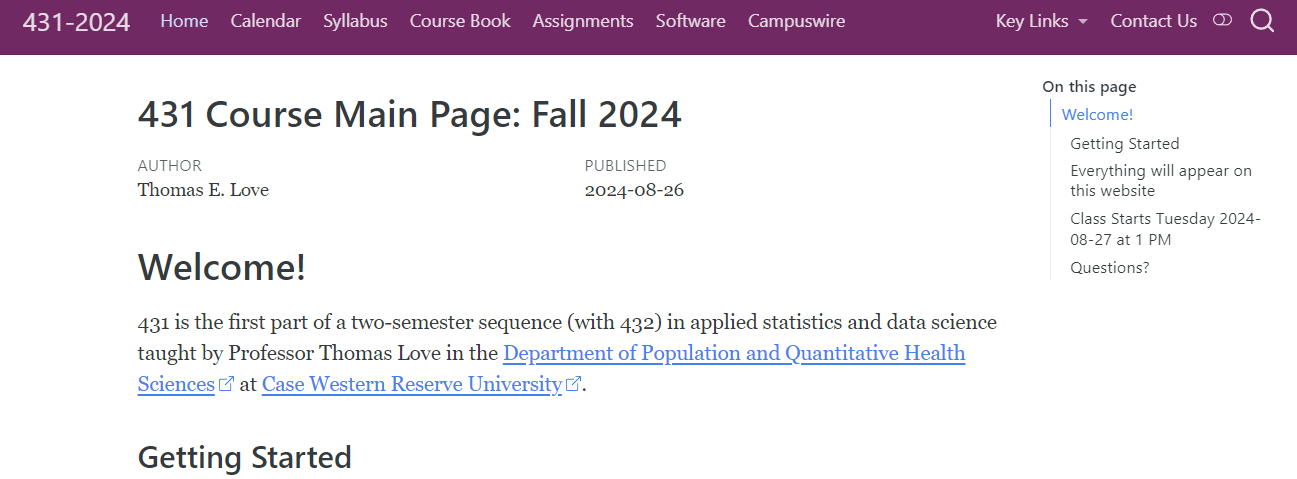 431-2024 Home Calendar Syllabus Course Book Assignments Software Campuswire Key Links Contact Us
431 Course Main Page: Fall 2024
AUTHOR PUBLISHED
Thomas E. Love 2024-08-26
Welcome!
431 is the first part of a two-semester sequence (with 432) in applied statistics and data science
taught by Professor Thomas Love in the Department of Population and Quantitative Health
Sciences at Case Western Reserve University.
Getting Started
On this page
Welcome!
Getting Started
Everything will appear on
this website
Class Starts Tuesday 2024-
08-27 at 1 PM
Questions?